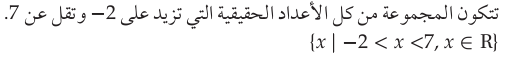 تتكون المجموعة من كل الأعداد الحقيقية التي تزيد على 2− وتقل عن 7.
{x | −2 < x <7, x ∈ R}